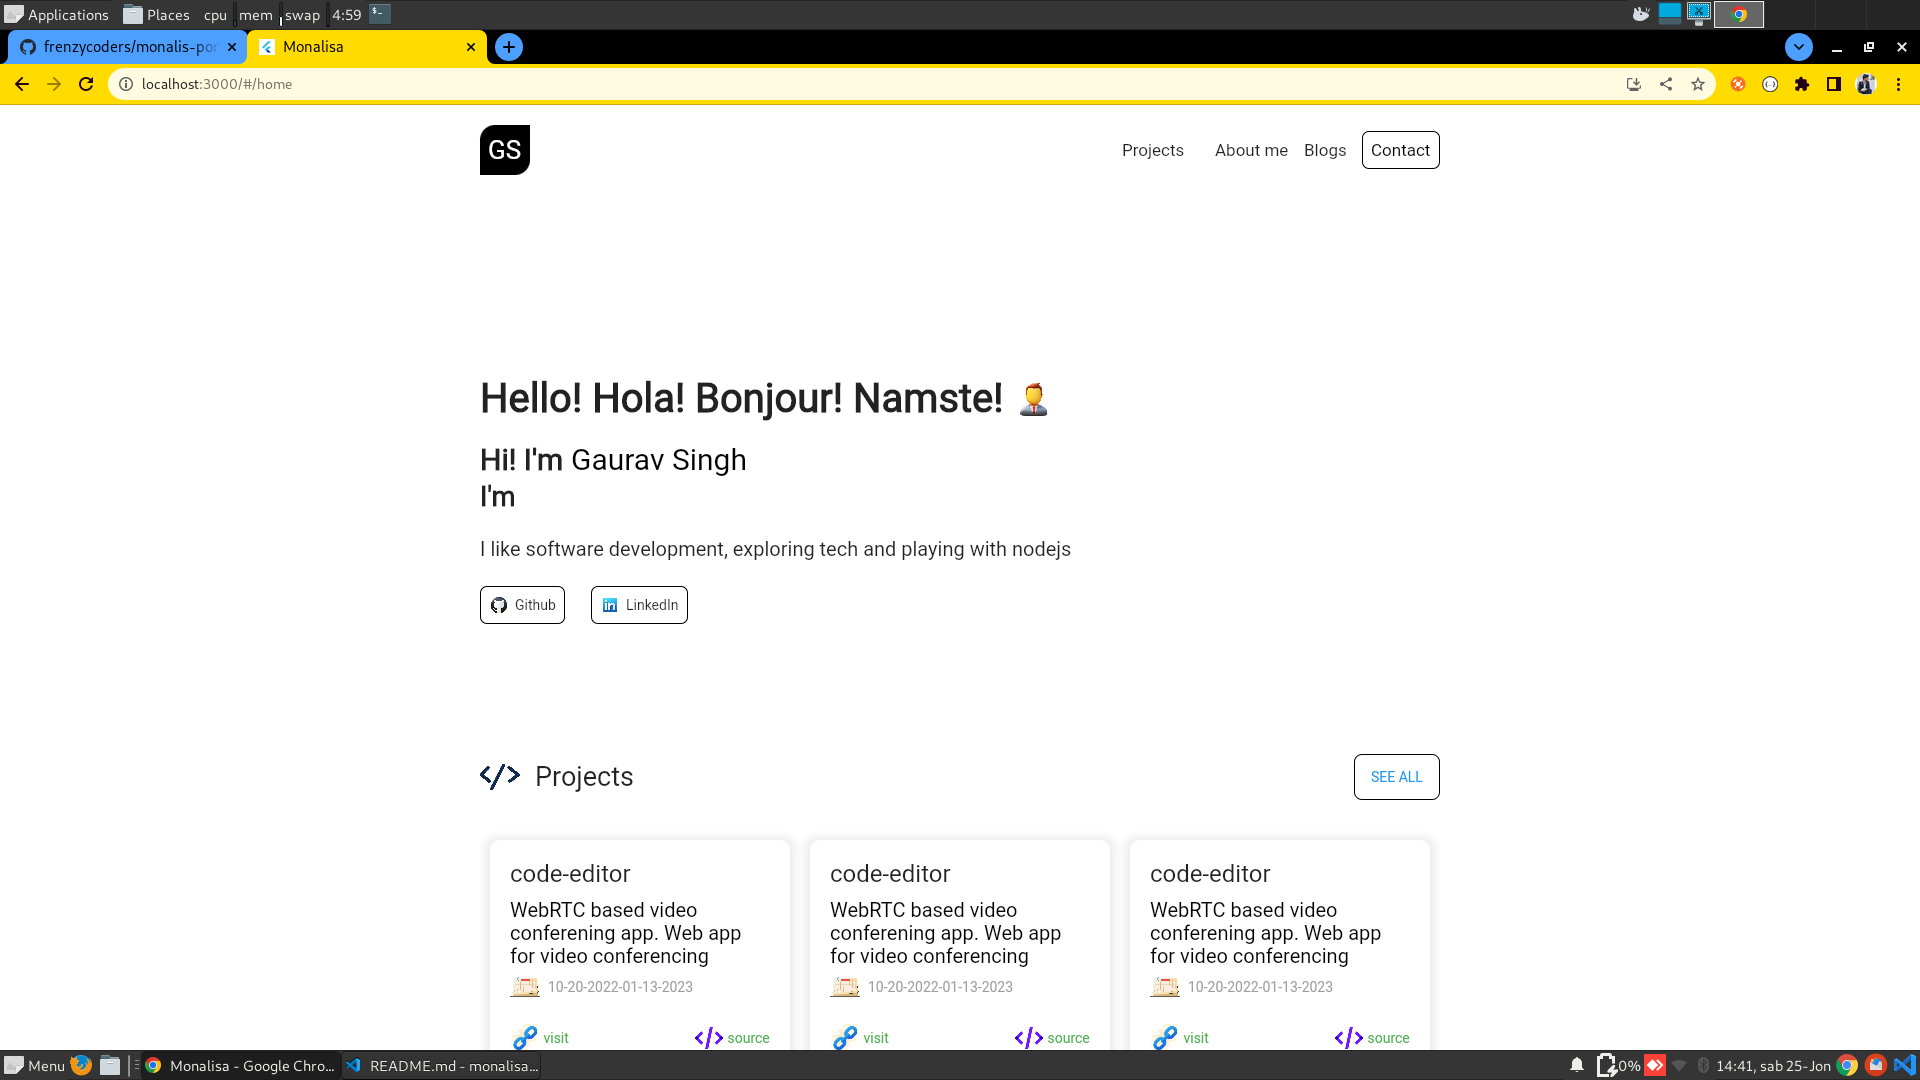 Applications Places cpu mem swap 4:59
frenzycoders/monalis-por Monalisa
localhost:3000/#/home
GS Projects About me Blogs Contact
Hello! Hola! Bonjour! Namste!
Hi! I'm Gaurav Singh
I'm
I like software development, exploring tech and playing with nodejs
Github LinkedIn
</> Projects SEE ALL
code-editor code-editor code-editor
WebRTC based video WebRTC based video WebRTC based video
conferening app. Web app conferening app. Web app conferening app. Web app
for video conferencing for video conferencing for video conferencing
10-20-2022-01-13-2023 10-20-2022-01-13-2023 10-20-2022-01-13-2023
visit </> source visit </> source visit </> source
Menu Monalisa - Google Chro... README.md - monalisa... 0% 14:41, sab 25-Jon